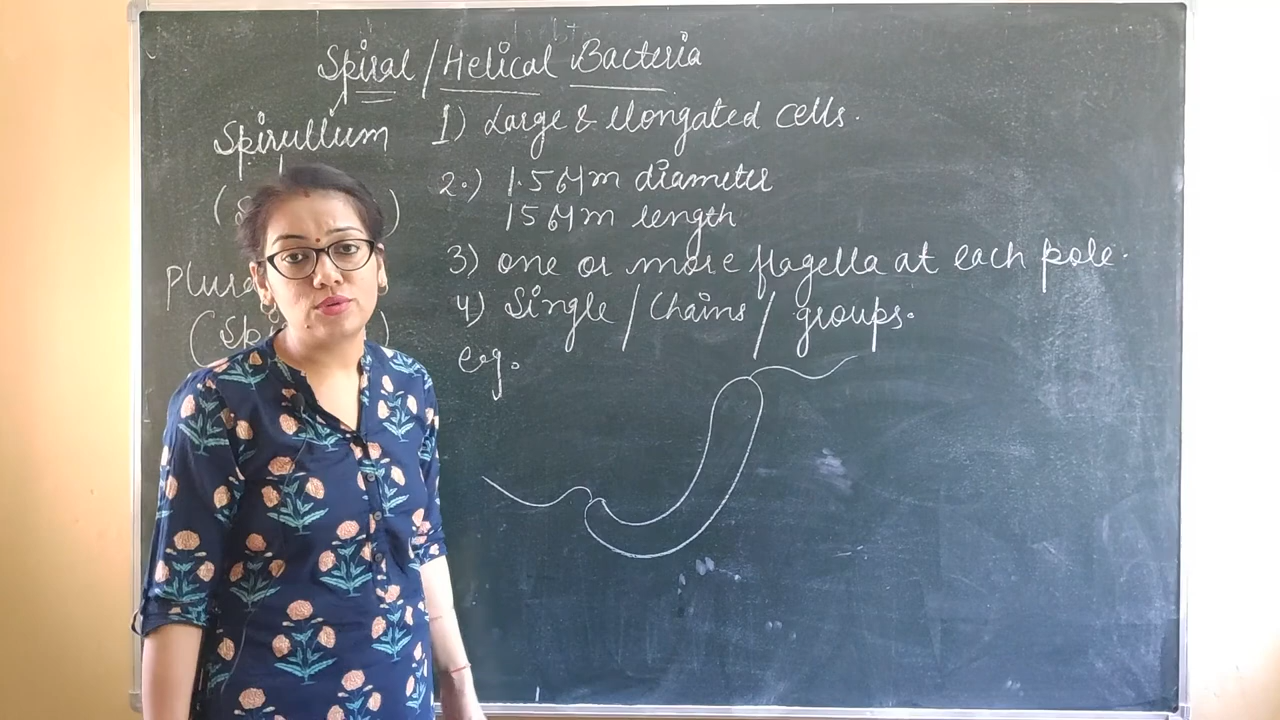 Spiral / Helical Bacteria
Spirullum
1) Large & elongated cells.
2.) 1.5 μm diameter
15 μm length
3) one or more flagella at each pole.
4) Single / Chains / groups.
eg.